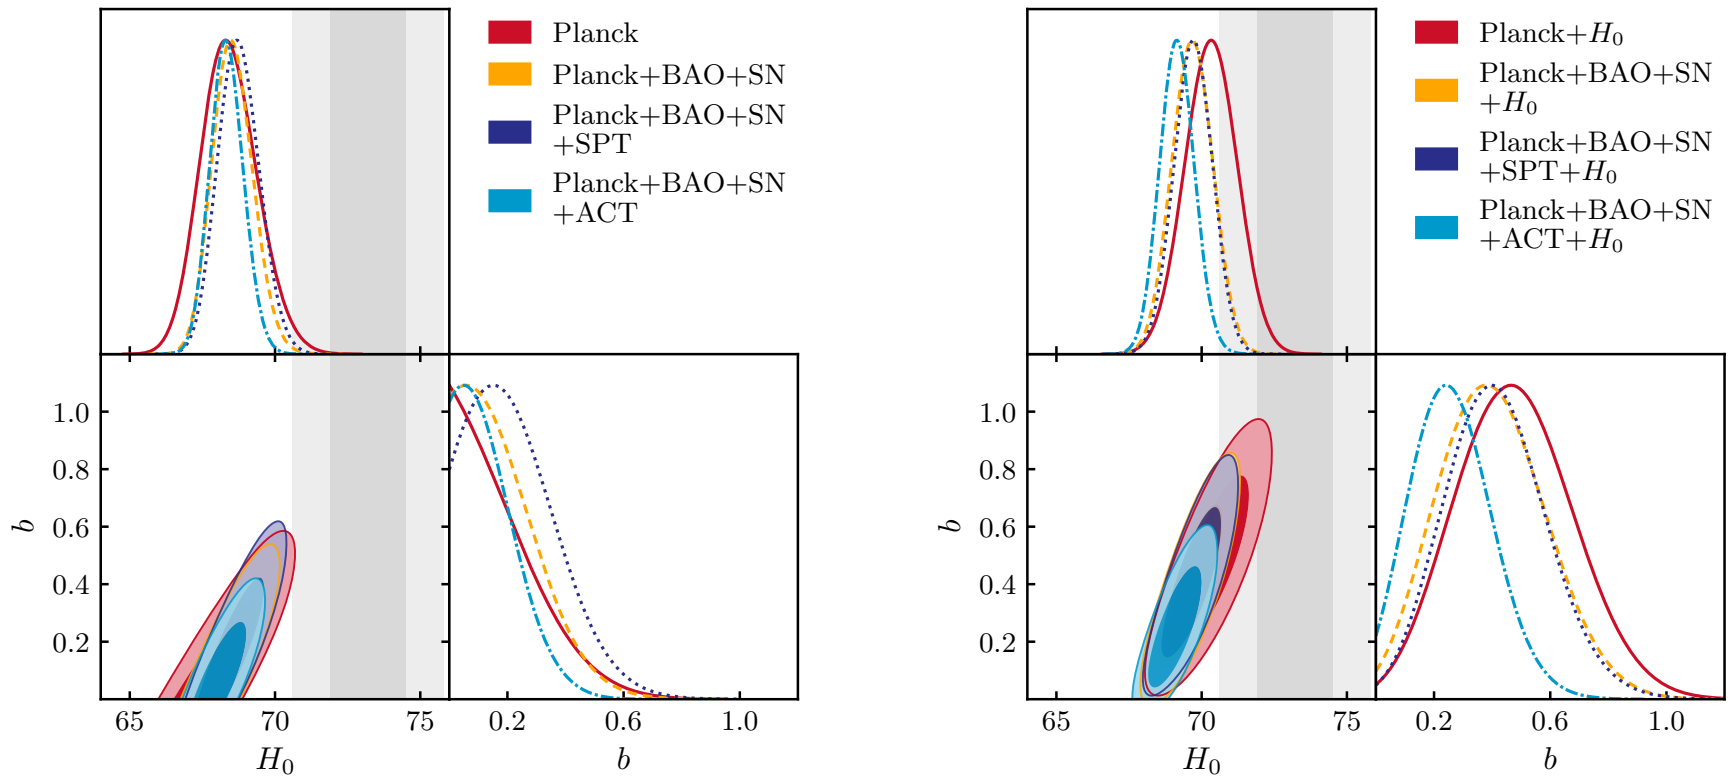 Planck
Planck+BAO+SN
Planck+BAO+SN
+SPT
Planck+BAO+SN
+ACT
1.0
0.8
0.6
0.4
0.2
b
65
70
75
H₀
0.2
0.6
1.0
b
Planck+H₀
Planck+BAO+SN
+H₀
Planck+BAO+SN
+SPT+H₀
Planck+BAO+SN
+ACT+H₀
1.0
0.8
0.6
0.4
0.2
b
65
70
75
H₀
0.2
0.6
1.0
b